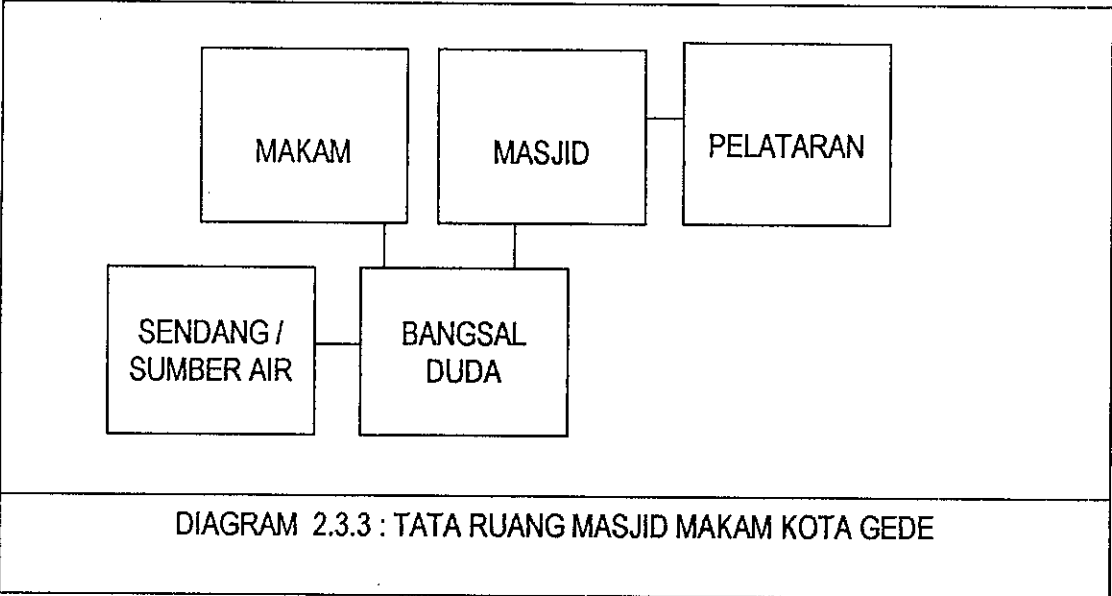 MAKAM
MASJID
PELATARAN
SENDANG /
SUMBER AIR
BANGSAL
DUDA
DIAGRAM 2.3.3 : TATA RUANG MASJID MAKAM KOTA GEDE